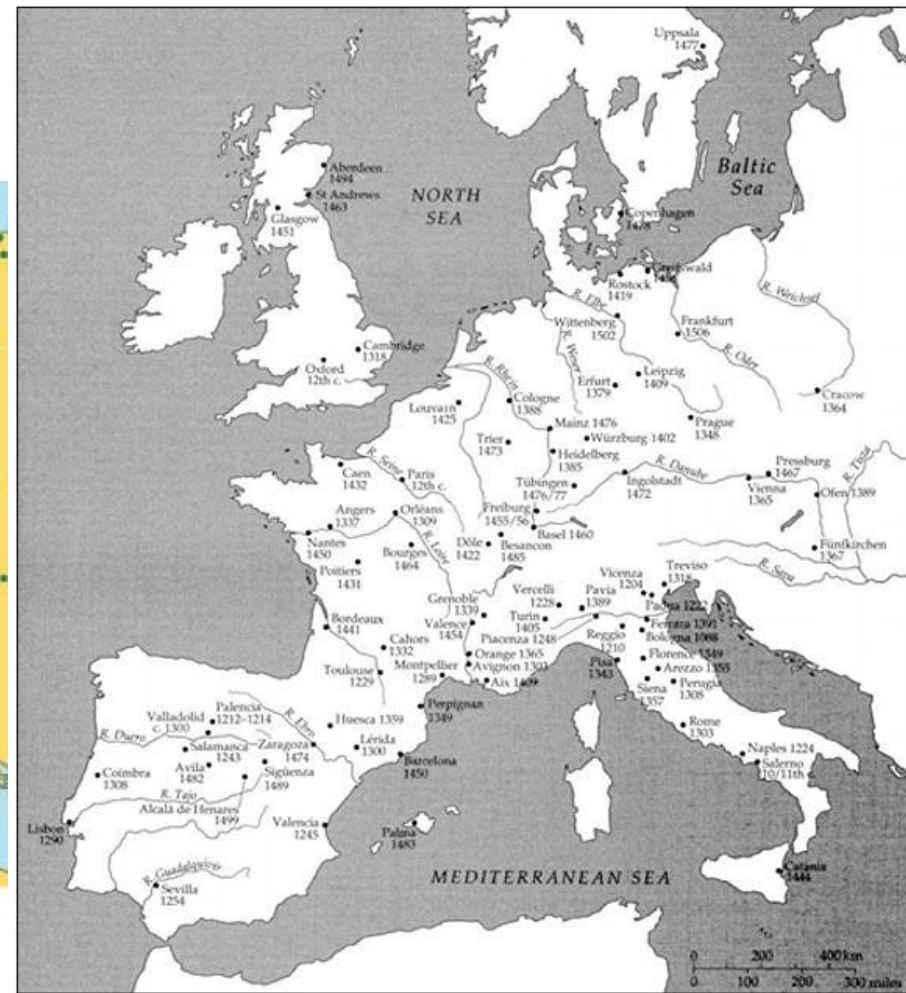 Uppsala
1477
Baltic
Sea
Aberdeen
1494
St Andrews
1463
Glasgow
1451
NORTH
SEA
Copenhagen
1478
Rostock
1419
R. Weichsel
R. Elbe
Wittenberg
1502
R. Weser
Frankfurt
1506
R. Oder
Cambridge
1318
Oxford
12th c.
R. Rhein
Erfurt
1379
Leipzig
1409
Cracow
1364
Louvain
1425
Cologne
1388
Mainz 1476
Prague
1348
Trier
1473
Würzburg 1402
Heidelberg
1385
R. Seine
Caen
1432
Paris
12th c.
Tübingen
1476/77
Ingolstadt
1472
R. Danube
Pressburg
1467
Vienna
1365
R. Tisza
Ofen 1389
Angers
1337
Orléans
1309
Freiburg
1455/56
Basel 1460
Nantes
1450
Bourges
1464
R. Loire
Dôle
1422
Besancon
1485
Fünfkirchen
1367
Poitiers
1431
R. Sava
Vicenza
1204
Treviso
1318
Vercelli
1228
Pavia
1389
Padua 1222
Grenoble
1339
Turin
1405
Ferrara 1391
Bordeaux
1441
Valence
1454
Piacenza 1248
Bologna 1088
Cahors
1332
Reggio
1210
Orange 1365
Florence 1349
Toulouse
1229
Montpellier
1289
Avignon 1303
Pisa
1343
Arezzo 1355
Aix 1409
Siena
1357
Perugia
1308
Perpignan
1349
Palencia
1212–1214
Valladolid
c. 1300
R. Ebro
Huesca 1359
Rome
1303
R. Duero
Salamanca
1243
Zaragoza
1474
Lérida
1300
Barcelona
1450
Naples 1224
Salerno
10/11th c.
Coimbra
1308
Avila
1482
Sigüenza
1489
R. Tajo
Alcalá de Henares
1499
Lisbon
1290
Valencia
1245
Palma
1483
R. Guadalquivir
Sevilla
1254
MEDITERRANEAN SEA
Catania
1444
0 200 400 km
0 100 200 300 miles